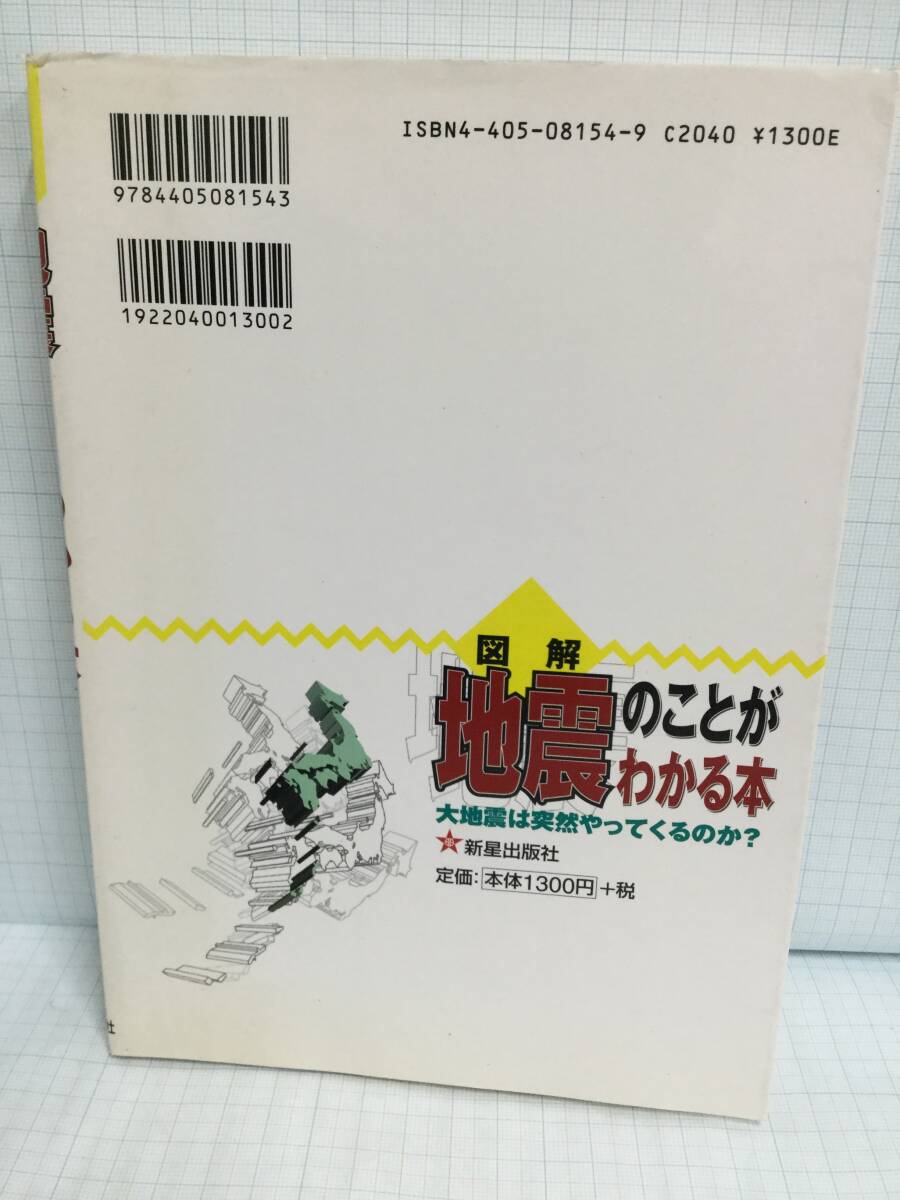 ISBN4-405-08154-9 C2040 ¥1300E
9784405081543
1922040013002
図解
地震のことが
わかる本
大地震は突然やってくるのか?
新星出版社
定価:本体1300円+税
社